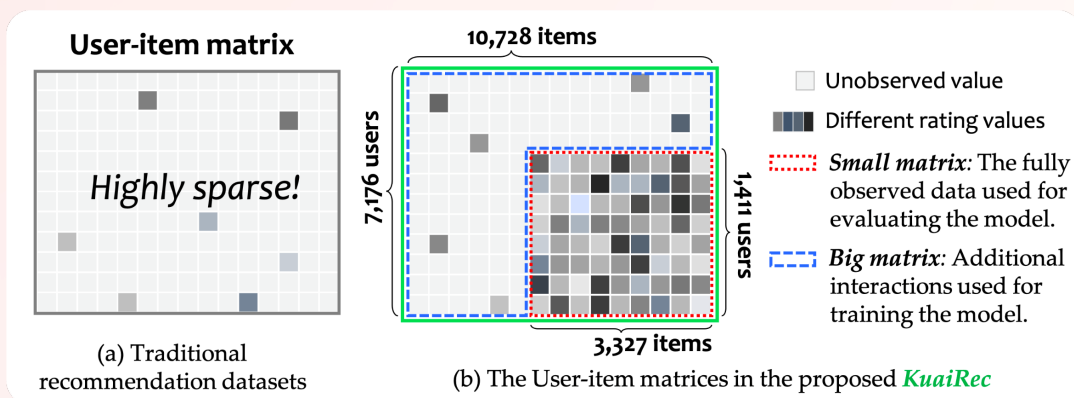 User-item matrix
Highly sparse!
(a) Traditional
recommendation datasets
10,728 items
7,176 users
1,411 users
3,327 items
(b) The User-item matrices in the proposed KuaiRec
Unobserved value
Different rating values
Small matrix: The fully
observed data used for
evaluating the model.
Big matrix: Additional
interactions used for
training the model.